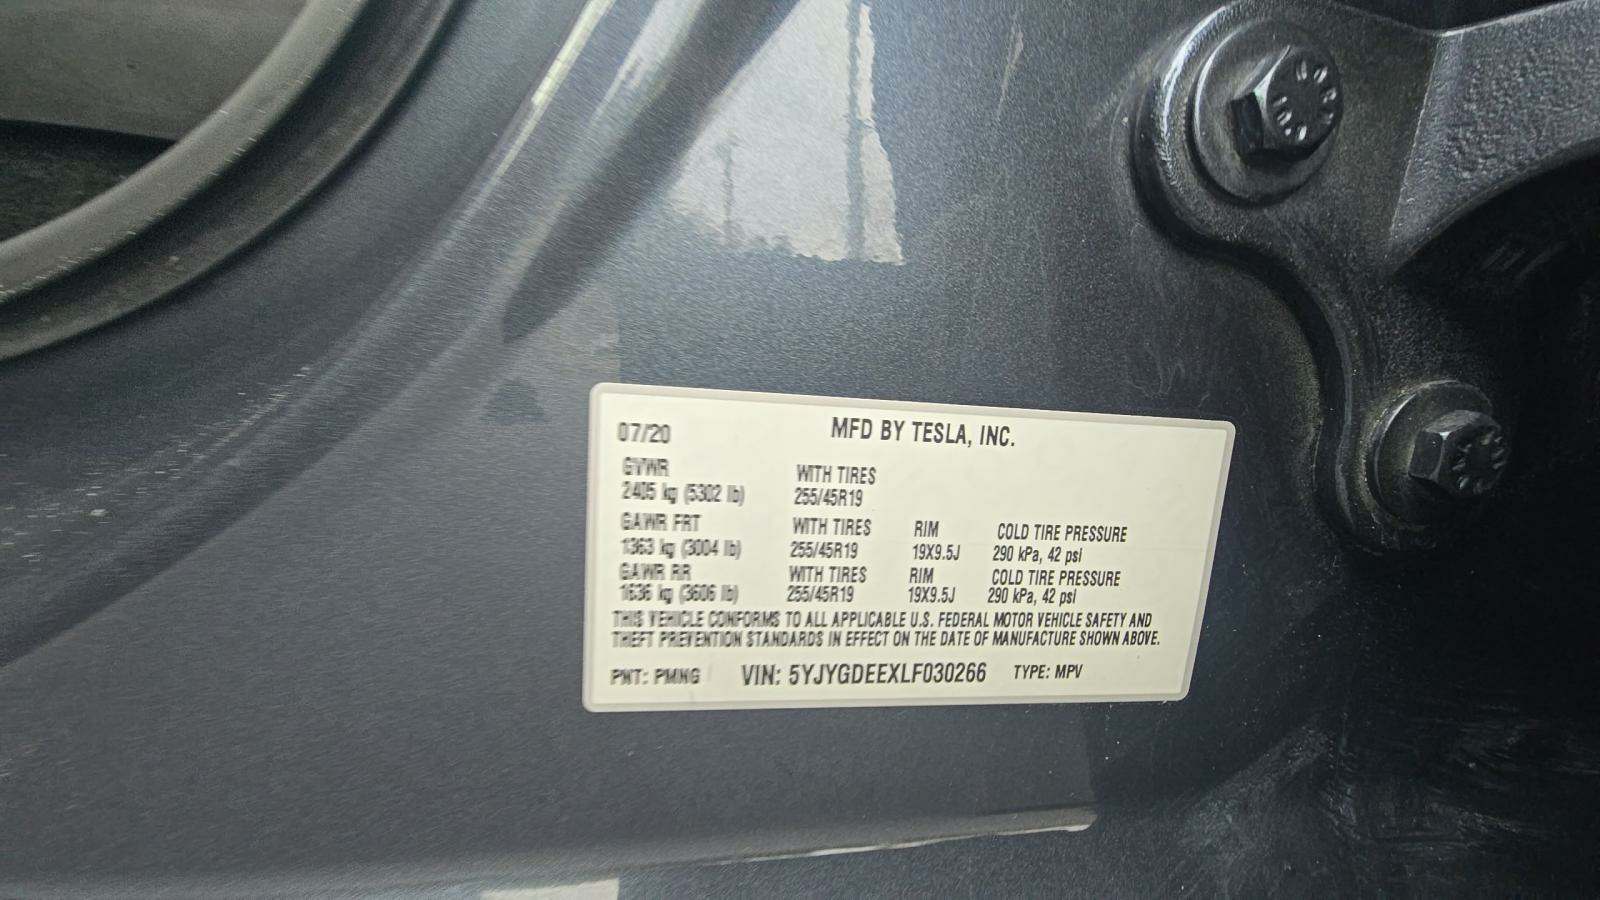 07/20 MFD BY TESLA, INC.
GVWR WITH TIRES
2405 kg (5302 lb) 255/45R19
GAWR FRT WITH TIRES RIM COLD TIRE PRESSURE
1363 kg (3004 lb) 255/45R19 19X9.5J 290 kPa, 42 psi
GAWR RR WITH TIRES RIM COLD TIRE PRESSURE
1636 kg (3606 lb) 255/45R19 19X9.5J 290 kPa, 42 psi
THIS VEHICLE CONFORMS TO ALL APPLICABLE U.S. FEDERAL MOTOR VEHICLE SAFETY AND
THEFT PREVENTION STANDARDS IN EFFECT ON THE DATE OF MANUFACTURE SHOWN ABOVE.
PNT: PMNG VIN: 5YJYGDEEXLF030266 TYPE: MPV